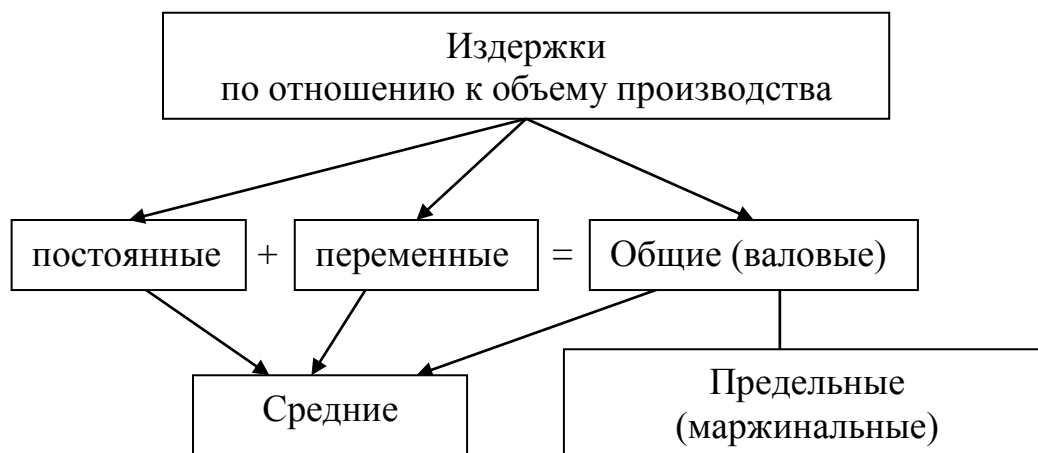 Издержки
по отношению к объему производства
постоянные + переменные = Общие (валовые)
Средние
Предельные
(маржинальные)